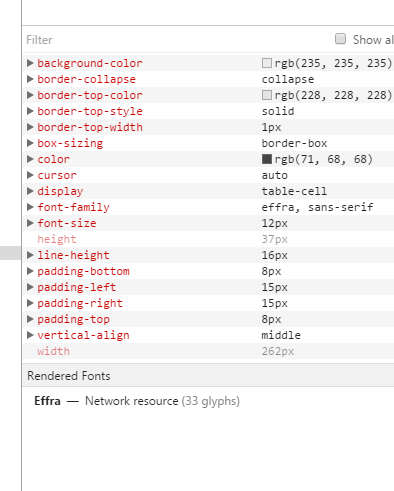 Filter Show al
background-color rgb(235, 235, 235)
border-collapse collapse
border-top-color rgb(228, 228, 228)
border-top-style solid
border-top-width 1px
box-sizing border-box
color rgb(71, 68, 68)
cursor auto
display table-cell
font-family effra, sans-serif
font-size 12px
height 37px
line-height 16px
padding-bottom 8px
padding-left 15px
padding-right 15px
padding-top 8px
vertical-align middle
width 262px
Rendered Fonts
Effra — Network resource (33 glyphs)